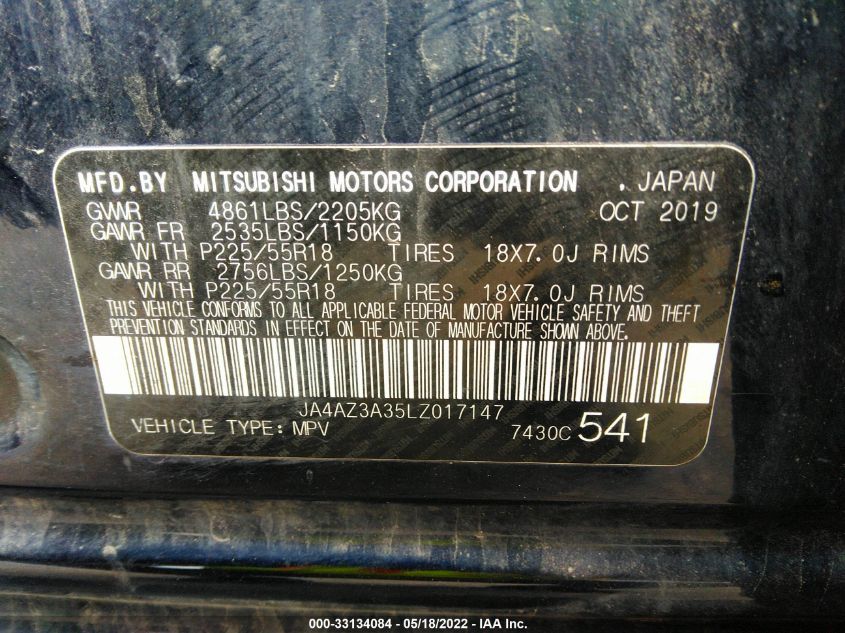 MFD.BY MITSUBISHI MOTORS CORPORATION . JAPAN
GVWR 4861LBS/2205KG OCT 2019
GAWR FR 2535LBS/1150KG
WITH P225/55R18 TIRES 18X7.0J RIMS
GAWR RR 2756LBS/1250KG
WITH P225/55R18 TIRES 18X7.0J RIMS
THIS VEHICLE CONFORMS TO ALL APPLICABLE FEDERAL MOTOR VEHICLE SAFETY AND THEFT
PREVENTION STANDARDS IN EFFECT ON THE DATE OF MANUFACTURE SHOWN ABOVE.
JA4AZ3A35LZ017147
VEHICLE TYPE: MPV 7430C 541
000-33134084 - 05/18/2022 - IAA Inc.